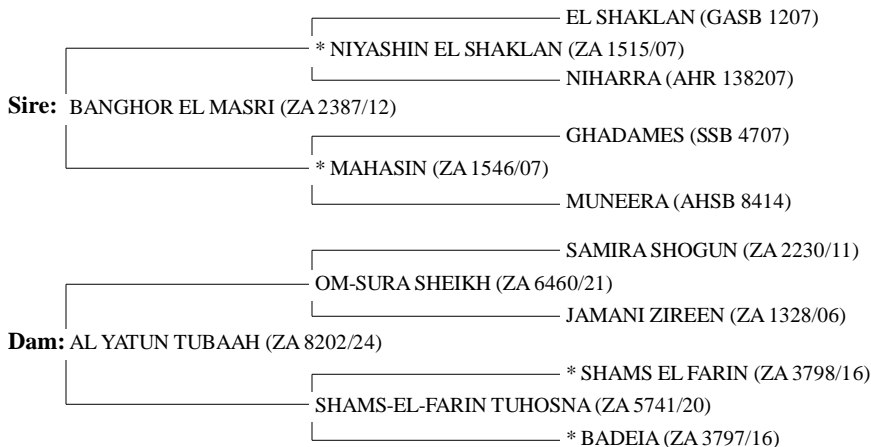 EL SHAKLAN (GASB 1207)
* NIYASHIN EL SHAKLAN (ZA 1515/07)
NIHARRA (AHR 138207)
Sire: BANGHOR EL MASRI (ZA 2387/12)
GHADAMES (SSB 4707)
* MAHASIN (ZA 1546/07)
MUNEERA (AHSB 8414)
SAMIRA SHOGUN (ZA 2230/11)
OM-SURA SHEIKH (ZA 6460/21)
JAMANI ZIREEN (ZA 1328/06)
Dam: AL YATUN TUBAAH (ZA 8202/24)
* SHAMS EL FARIN (ZA 3798/16)
SHAMS-EL-FARIN TUHOSNA (ZA 5741/20)
* BADEIA (ZA 3797/16)